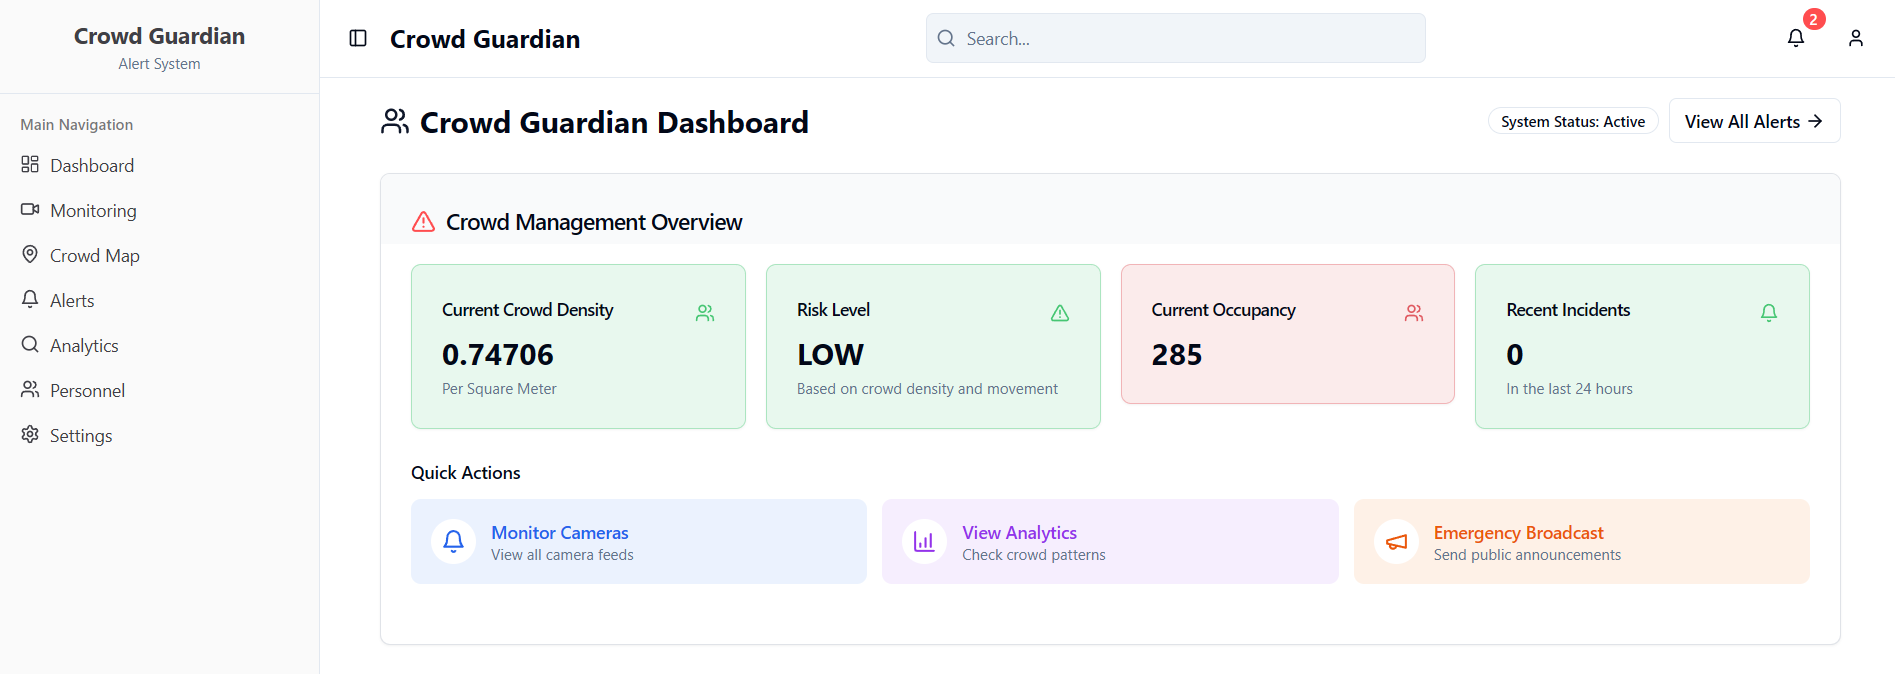 Crowd Guardian
Alert System
Main Navigation
Dashboard
Monitoring
Crowd Map
Alerts
Analytics
Personnel
Settings
Crowd Guardian
Search...
2
Crowd Guardian Dashboard
System Status: Active
View All Alerts
Crowd Management Overview
Current Crowd Density
0.74706
Per Square Meter
Risk Level
LOW
Based on crowd density and movement
Current Occupancy
285
Recent Incidents
0
In the last 24 hours
Quick Actions
Monitor Cameras
View all camera feeds
View Analytics
Check crowd patterns
Emergency Broadcast
Send public announcements